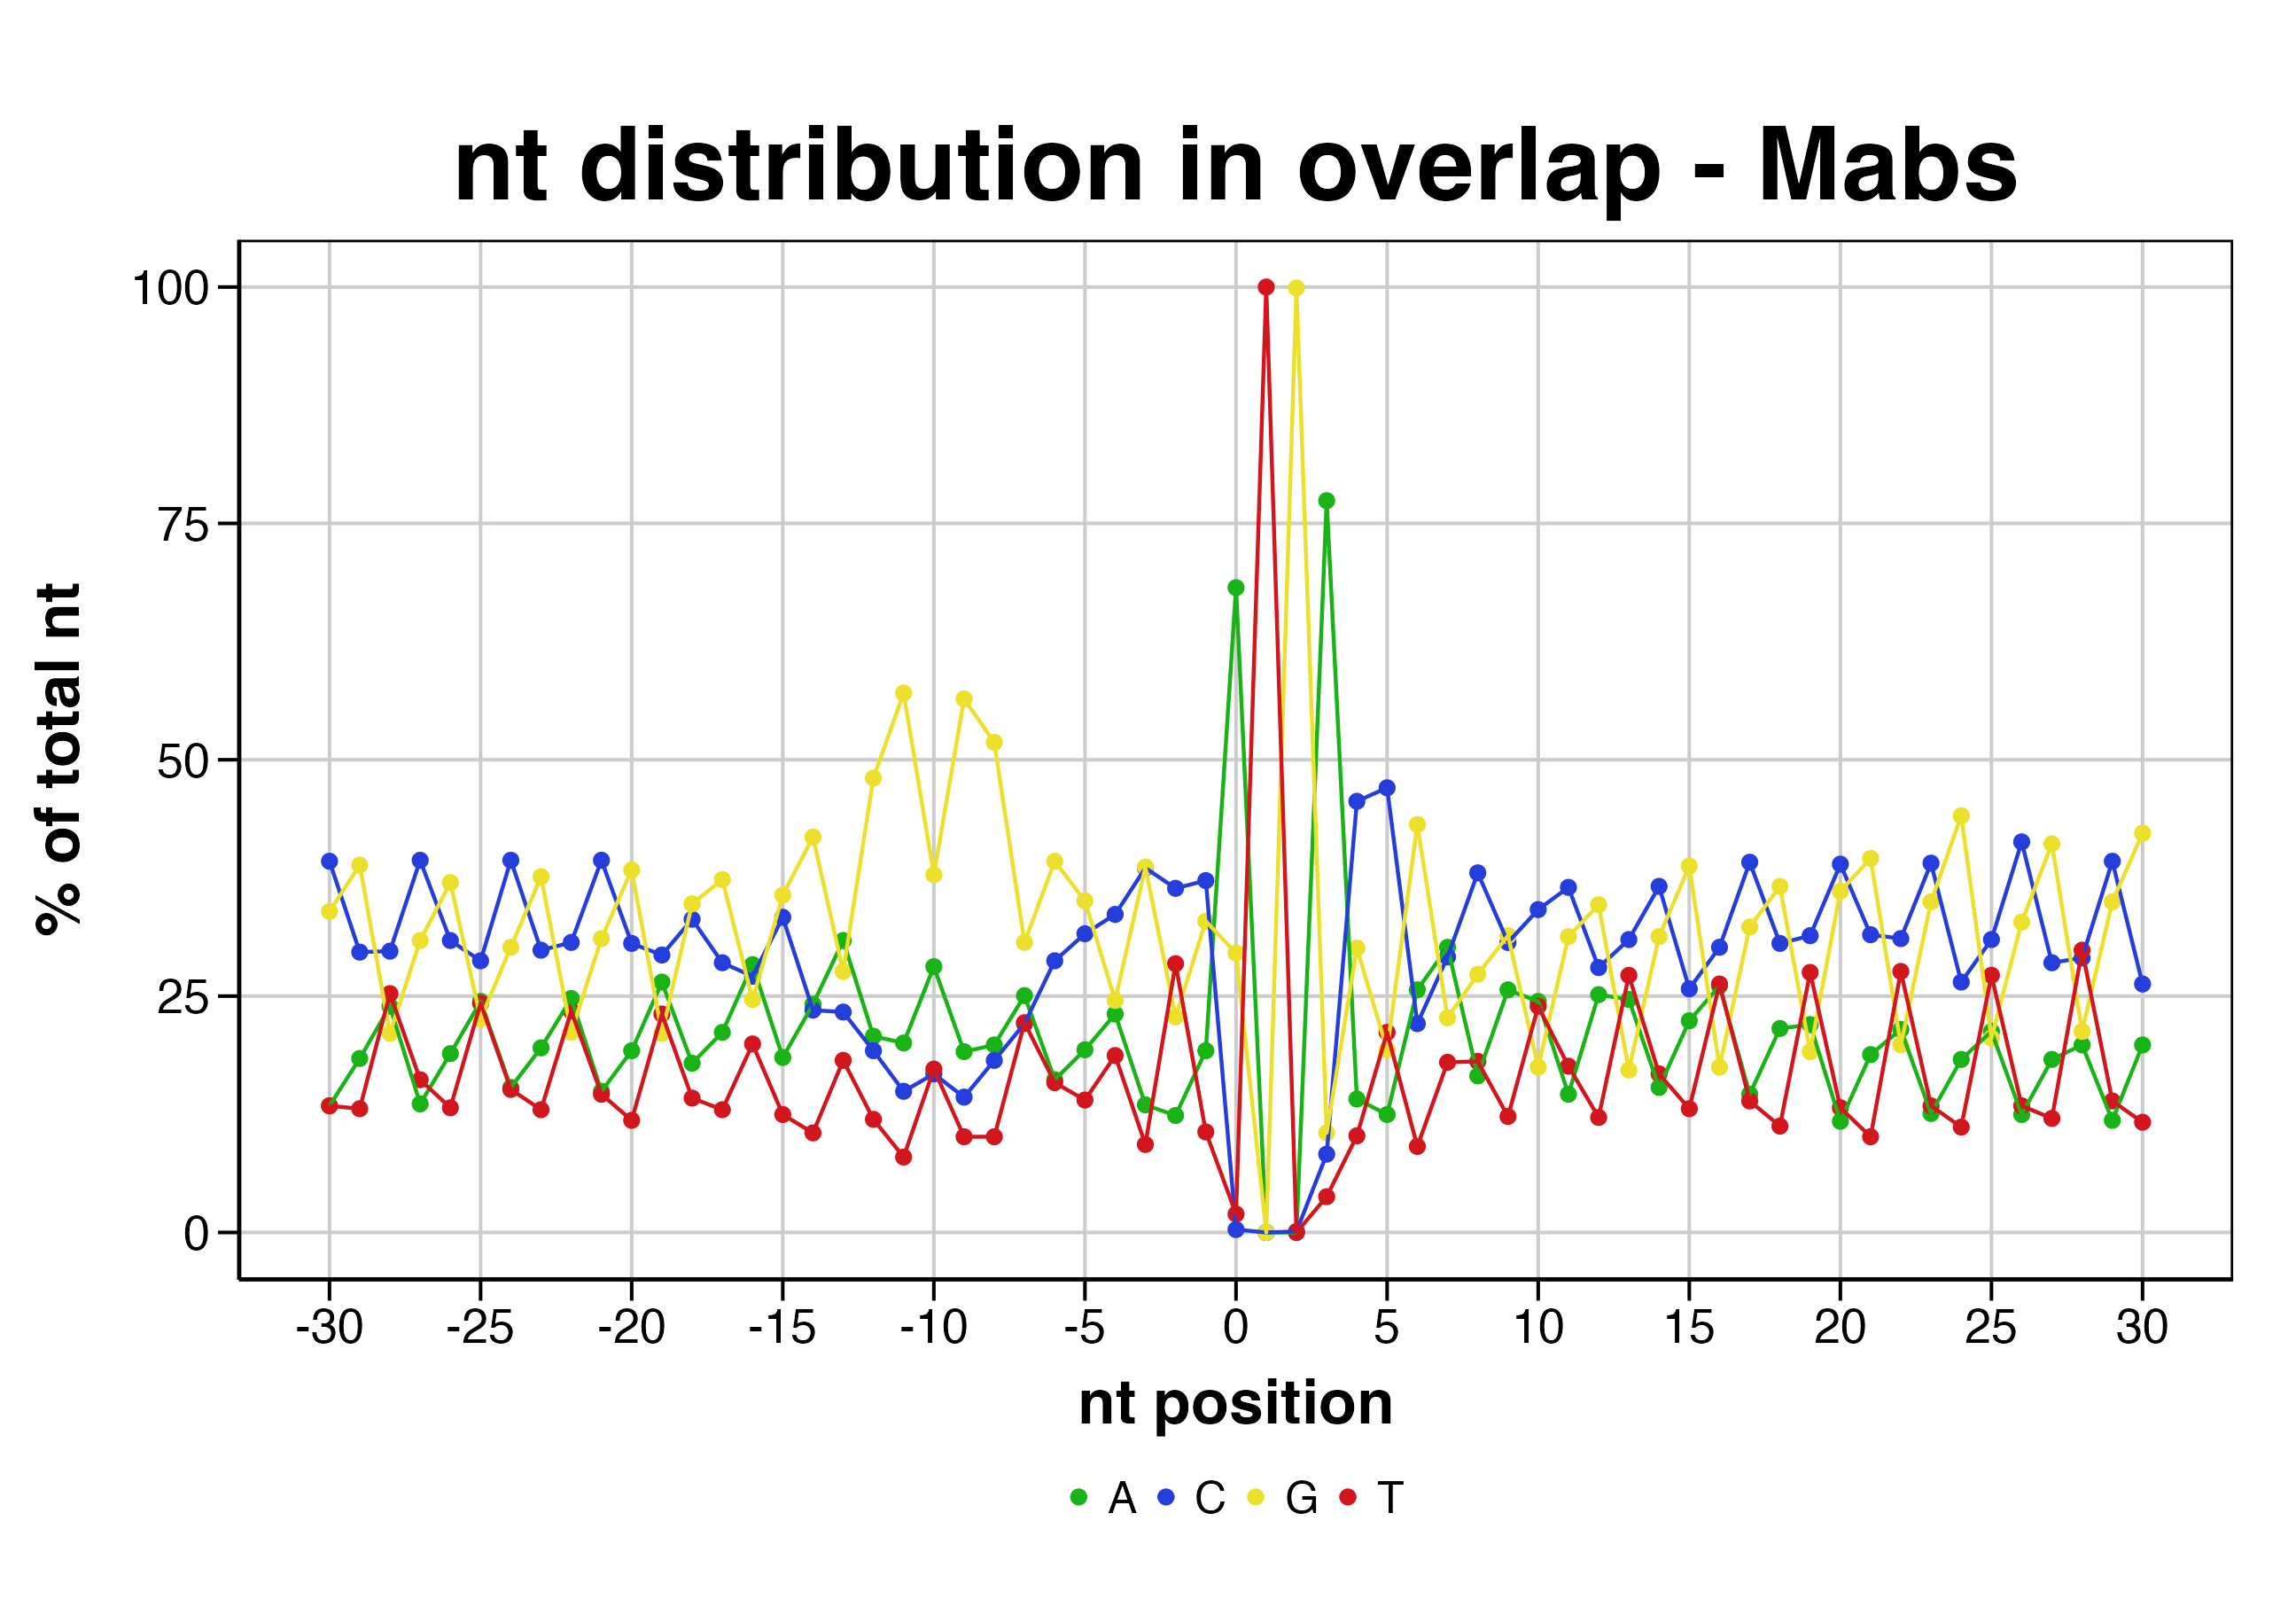 nt distribution in overlap - Mabs
% of total nt
100
75
50
25
0
-30 -25 -20 -15 -10 -5 0 5 10 15 20 25 30
nt position
A C G T